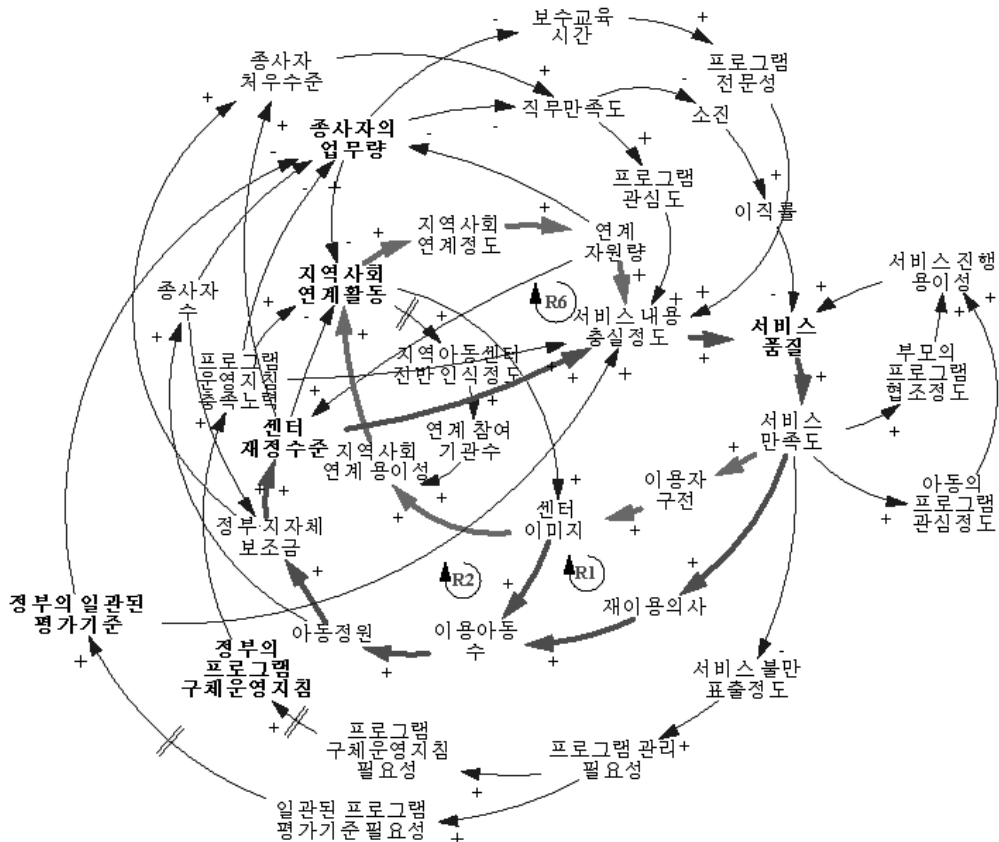 보수교육
시간
종사자
처우수준
프로그램
전문성
종사자의
업무량
직무만족도
소진
프로그램
관심도
이직률
지역사회
연계정도
연계
자원량
지역사회
연계활동
종사자
수
R6
서비스 내용
충실정도
서비스
품질
서비스 진행
용이성
프로그램
운영지침
충족노력
지역아동센터
전반인식정도
부모의
프로그램
협조정도
센터
재정수준
지역사회
연계 용이성
연계 참여
기관수
서비스
만족도
이용자
구전
아동의
프로그램
관심정도
정부·지자체
보조금
센터
이미지
R2
R1
정부의 일관된
평가기준
아동정원
이용아동
수
재이용의사
정부의
프로그램
구체운영지침
서비스 불만
표출정도
프로그램
구체운영지침
필요성
프로그램 관리
필요성
일관된 프로그램
평가기준 필요성